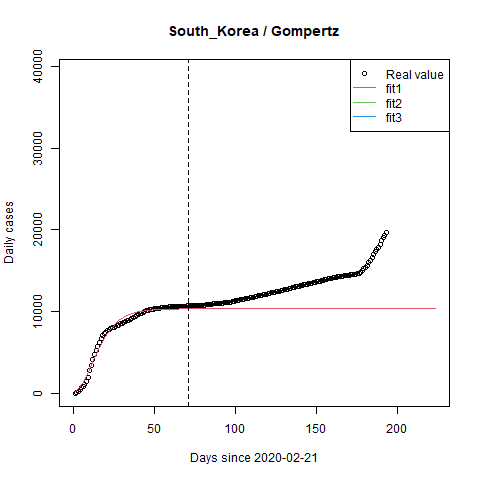 South_Korea / Gompertz
Real value
fit1
fit2
fit3
Daily cases
40000
30000
20000
10000
0
0 50 100 150 200
Days since 2020-02-21